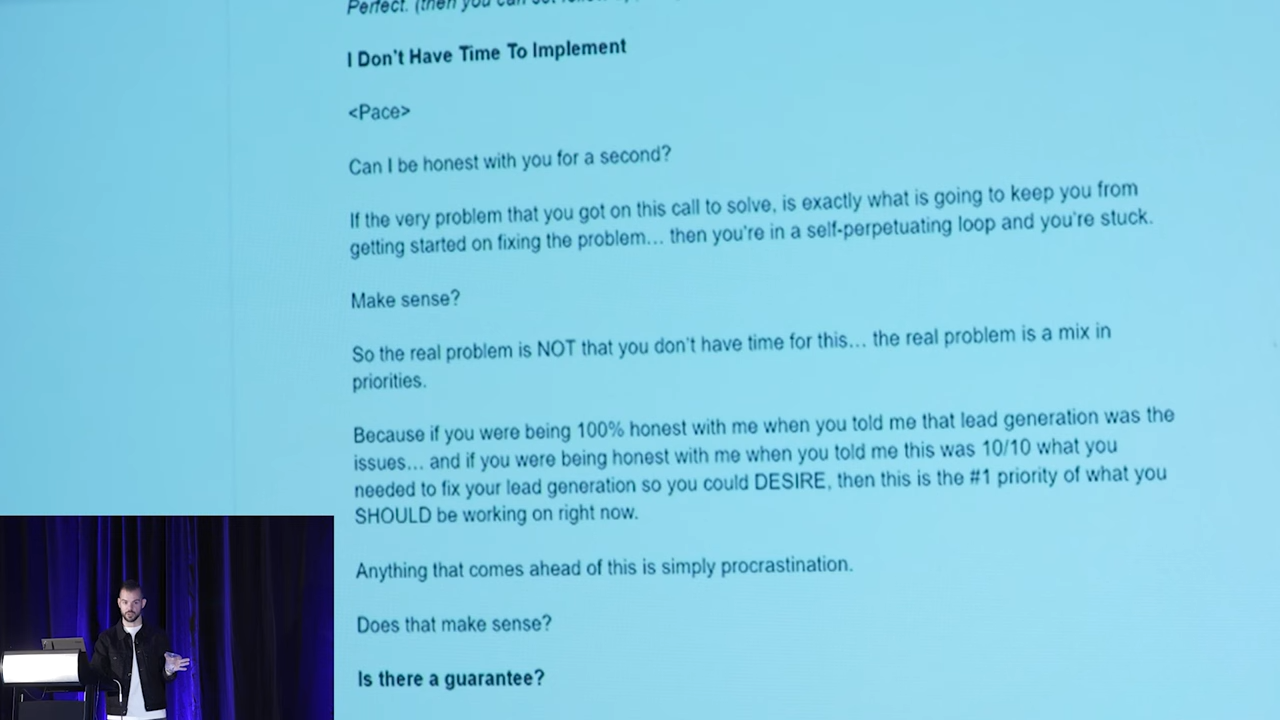 Perfect. (then you can
I Don't Have Time To Implement
<Pace>
Can I be honest with you for a second?
If the very problem that you got on this call to solve, is exactly what is going to keep you from
getting started on fixing the problem... then you're in a self-perpetuating loop and you're stuck.
Make sense?
So the real problem is NOT that you don't have time for this... the real problem is a mix in
priorities.
Because if you were being 100% honest with me when you told me that lead generation was the
issues... and if you were being honest with me when you told me this was 10/10 what you
needed to fix your lead generation so you could DESIRE, then this is the #1 priority of what you
SHOULD be working on right now.
Anything that comes ahead of this is simply procrastination.
Does that make sense?
Is there a guarantee?